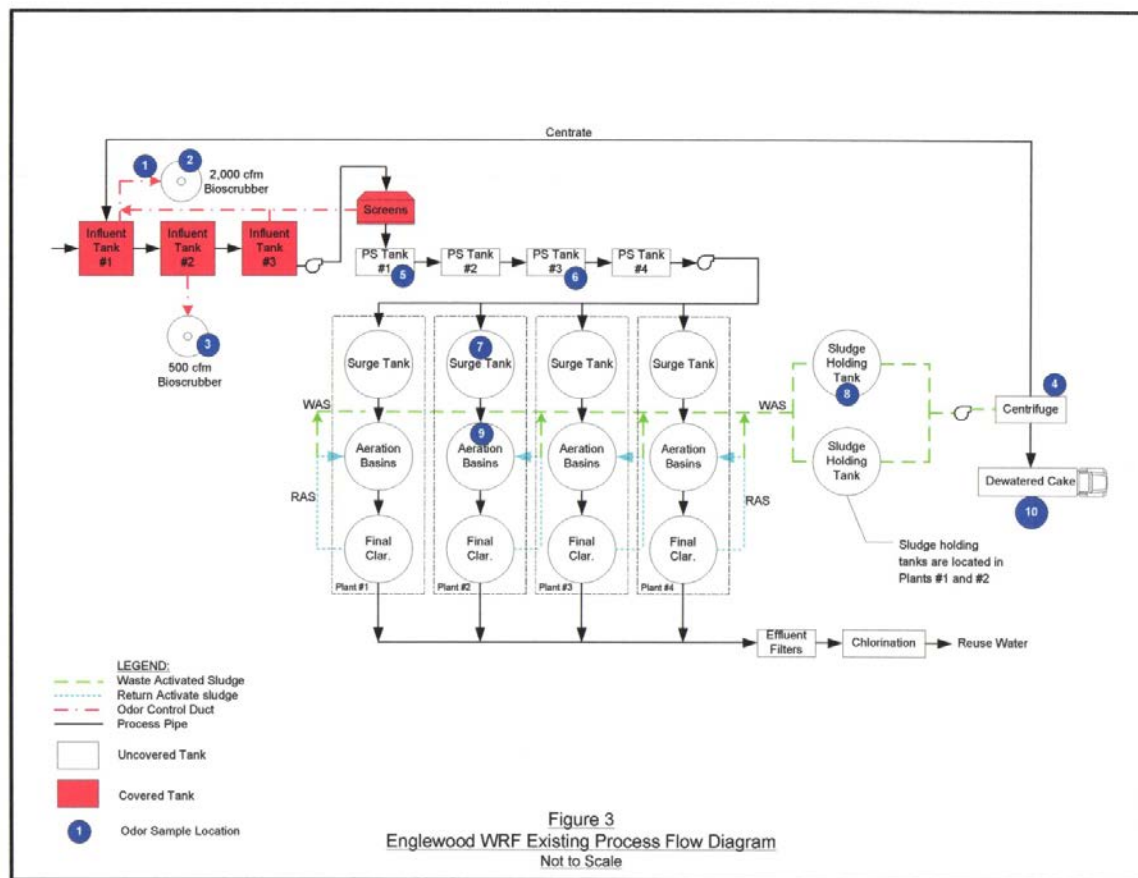 Centrate
1
2
2,000 cfm
Bioscrubber
Screens
Influent
Tank
#1
Influent
Tank
#2
Influent
Tank
#3
PS Tank
#1
5
PS Tank
#2
PS Tank
#3
6
PS Tank
#4
3
500 cfm
Bioscrubber
Surge Tank
7
Surge Tank
Surge Tank
Surge Tank
Sludge
Holding
Tank
8
4
Centrifuge
WAS
WAS
9
Aeration
Basins
Aeration
Basins
Aeration
Basins
Aeration
Basins
Sludge
Holding
Tank
Dewatered Cake
10
RAS
RAS
Final
Clar.
Final
Clar.
Final
Clar.
Final
Clar.
Sludge holding
tanks are located in
Plants #1 and #2
Plant #1
Plant #2
Plant #3
Plant #4
Effluent
Filters
Chlorination
Reuse Water
LEGEND:
Waste Activated Sludge
Return Activate sludge
Odor Control Duct
Process Pipe
Uncovered Tank
Covered Tank
1
Odor Sample Location
Figure 3
Englewood WRF Existing Process Flow Diagram
Not to Scale